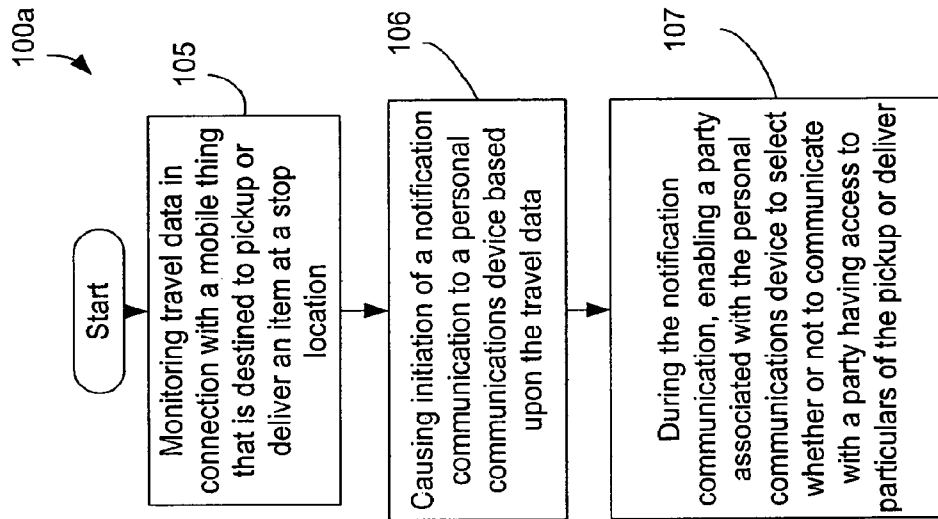 100a
Start
105
Monitoring travel data in
connection with a mobile thing
that is destined to pickup or
deliver an item at a stop
location
106
Causing initiation of a notification
communication to a personal
communications device based
upon the travel data
107
During the notification
communication, enabling a party
associated with the personal
communications device to select
whether or not to communicate
with a party having access to
particulars of the pickup or deliver